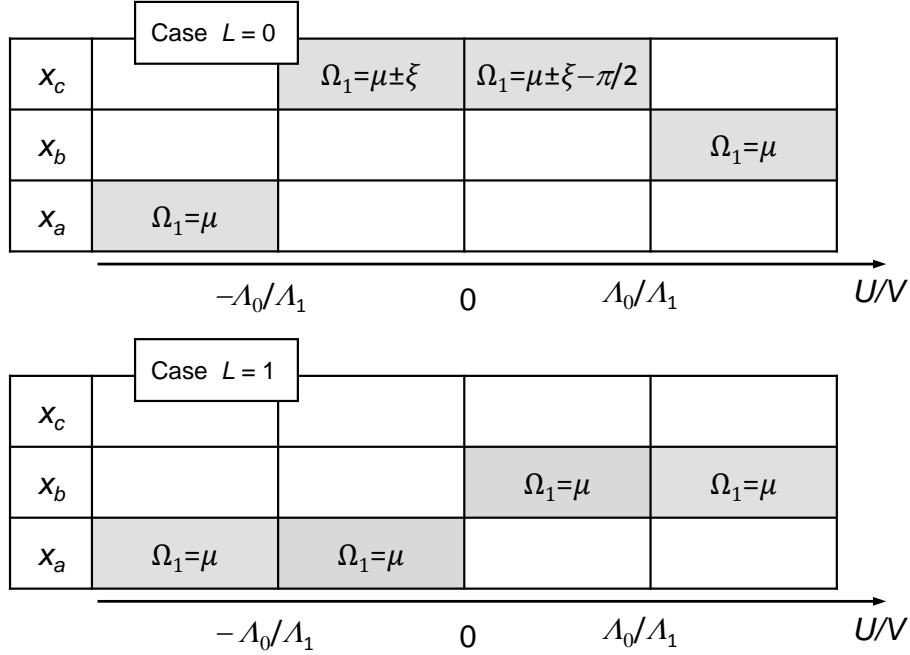 Case L = 0
x_c Ω₁=μ±ξ Ω₁=μ±ξ−π/2
x_b Ω₁=μ
x_a Ω₁=μ
−Λ₀/Λ₁ 0 Λ₀/Λ₁ U/V
Case L = 1
x_c
x_b Ω₁=μ Ω₁=μ
x_a Ω₁=μ Ω₁=μ
−Λ₀/Λ₁ 0 Λ₀/Λ₁ U/V